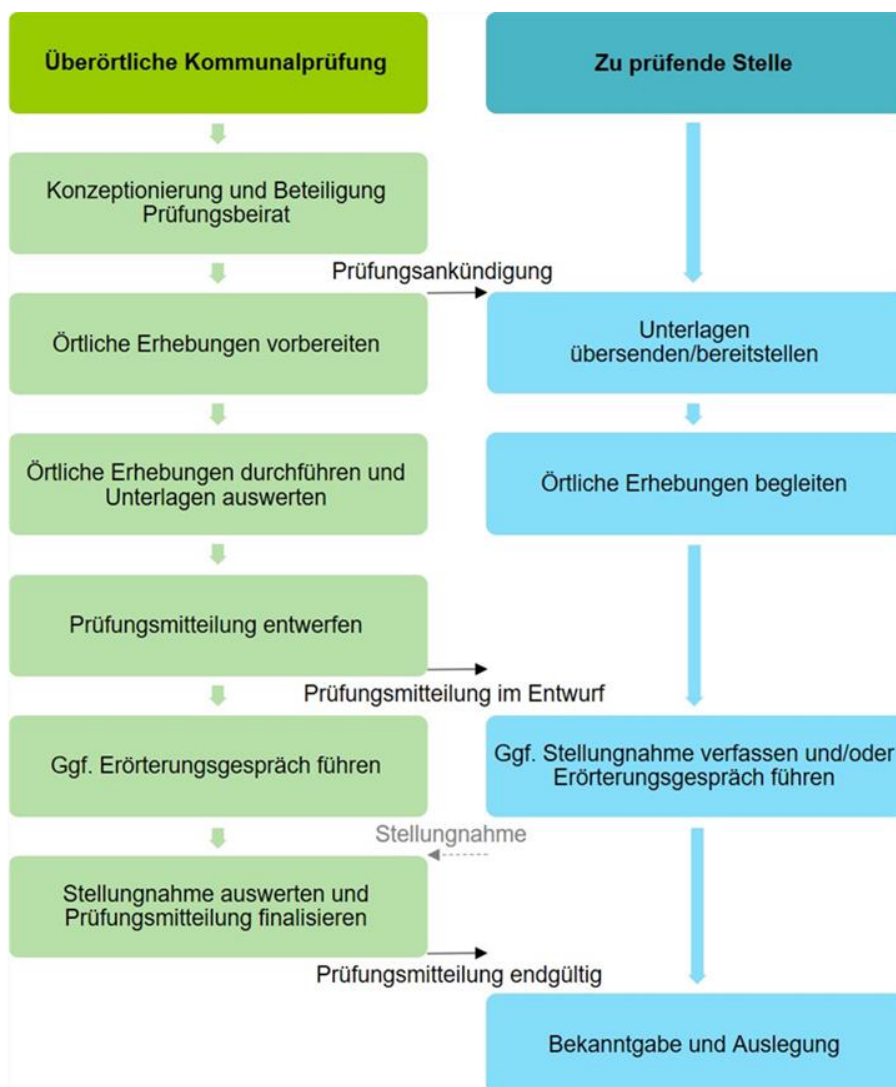 Überörtliche Kommunalprüfung
Zu prüfende Stelle
Konzeptionierung und Beteiligung
Prüfungsbeirat
Prüfungsankündigung
Örtliche Erhebungen vorbereiten
Unterlagen
übersenden/bereitstellen
Örtliche Erhebungen durchführen und
Unterlagen auswerten
Örtliche Erhebungen begleiten
Prüfungsmitteilung entwerfen
Prüfungsmitteilung im Entwurf
Ggf. Erörterungsgespräch führen
Ggf. Stellungnahme verfassen und/oder
Erörterungsgespräch führen
Stellungnahme
Stellungnahme auswerten und
Prüfungsmitteilung finalisieren
Prüfungsmitteilung endgültig
Bekanntgabe und Auslegung